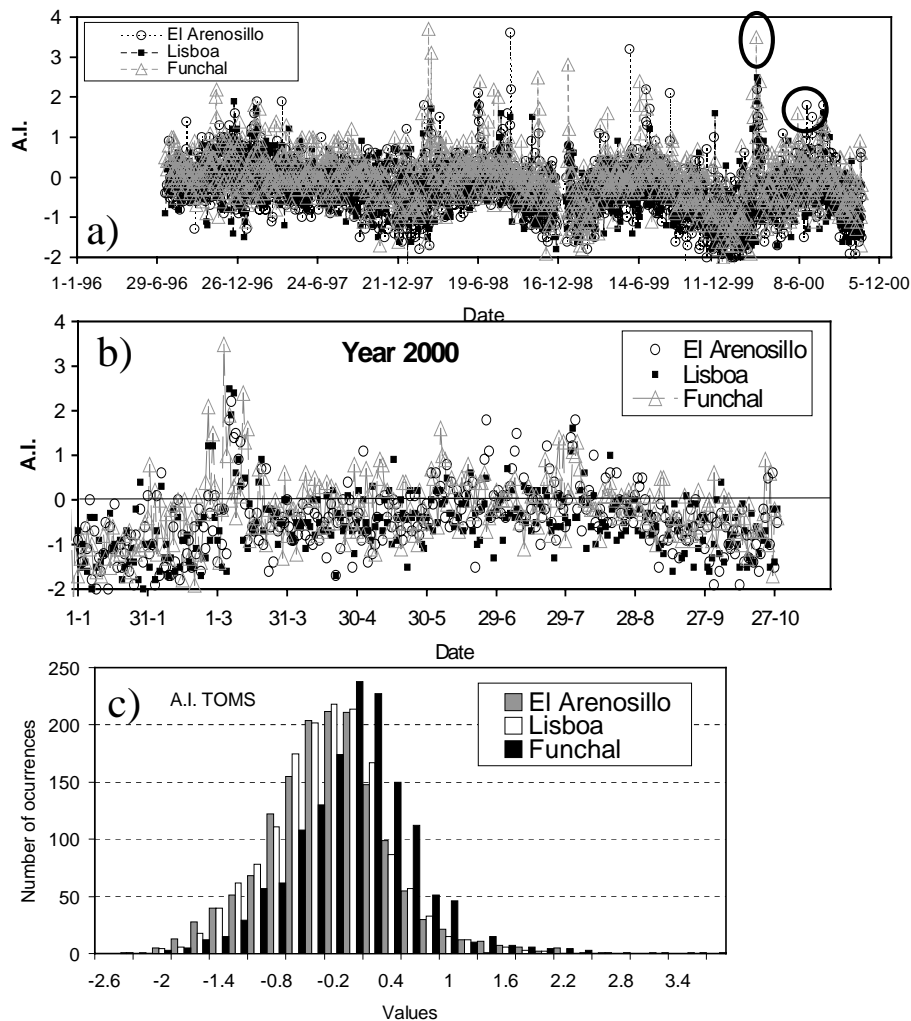 4
3
2
1
0
-1
-2
A.I.
El Arenosillo
Lisboa
Funchal
a)
1-1-96 29-6-96 26-12-96 24-6-97 21-12-97 19-6-98 16-12-98 14-6-99 11-12-99 8-6-00 5-12-00
Date
4
3
2
1
0
-1
-2
A.I.
b)
Year 2000
El Arenosillo
Lisboa
Funchal
1-1 31-1 1-3 31-3 30-4 30-5 29-6 29-7 28-8 27-9 27-10
Date
250
200
150
100
50
0
Number of ocurrences
c)
A.I. TOMS
El Arenosillo
Lisboa
Funchal
-2.6 -2 -1.4 -0.8 -0.2 0.4 1 1.6 2.2 2.8 3.4
Values